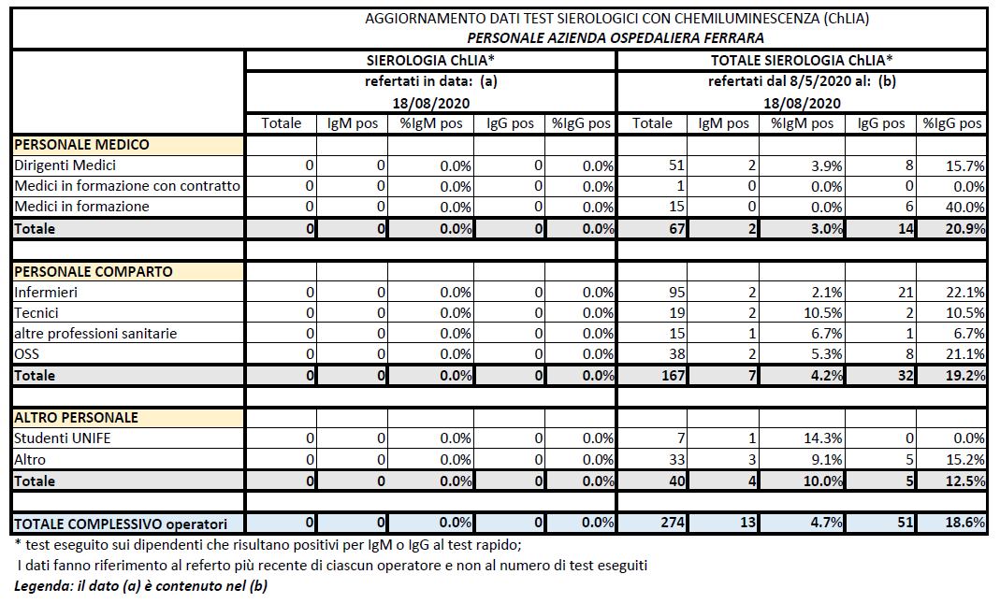 AGGIORNAMENTO DATI TEST SIEROLOGICI CON CHEMILUMINESCENZA (ChLIA)
PERSONALE AZIENDA OSPEDALIERA FERRARA
SIEROLOGIA ChLIA* TOTALE SIEROLOGIA ChLIA*
refertati in data: (a) refertati dal 8/5/2020 al: (b)
18/08/2020 18/08/2020
Totale IgM pos %IgM pos IgG pos %IgG pos Totale IgM pos %IgM pos IgG pos %IgG pos
PERSONALE MEDICO
Dirigenti Medici 0 0 0.0% 0 0.0% 51 2 3.9% 8 15.7%
Medici in formazione con contratto 0 0 0.0% 0 0.0% 1 0 0.0% 0 0.0%
Medici in formazione 0 0 0.0% 0 0.0% 15 0 0.0% 6 40.0%
Totale 0 0 0.0% 0 0.0% 67 2 3.0% 14 20.9%
PERSONALE COMPARTO
Infermieri 0 0 0.0% 0 0.0% 95 2 2.1% 21 22.1%
Tecnici 0 0 0.0% 0 0.0% 19 2 10.5% 2 10.5%
altre professioni sanitarie 0 0 0.0% 0 0.0% 15 1 6.7% 1 6.7%
OSS 0 0 0.0% 0 0.0% 38 2 5.3% 8 21.1%
Totale 0 0 0.0% 0 0.0% 167 7 4.2% 32 19.2%
ALTRO PERSONALE
Studenti UNIFE 0 0 0.0% 0 0.0% 7 1 14.3% 0 0.0%
Altro 0 0 0.0% 0 0.0% 33 3 9.1% 5 15.2%
Totale 0 0 0.0% 0 0.0% 40 4 10.0% 5 12.5%
TOTALE COMPLESSIVO operatori 0 0 0.0% 0 0.0% 274 13 4.7% 51 18.6%
* test eseguito sui dipendenti che risultano positivi per IgM o IgG al test rapido;
I dati fanno riferimento al referto più recente di ciascun operatore e non al numero di test eseguiti
Legenda: il dato (a) è contenuto nel (b)